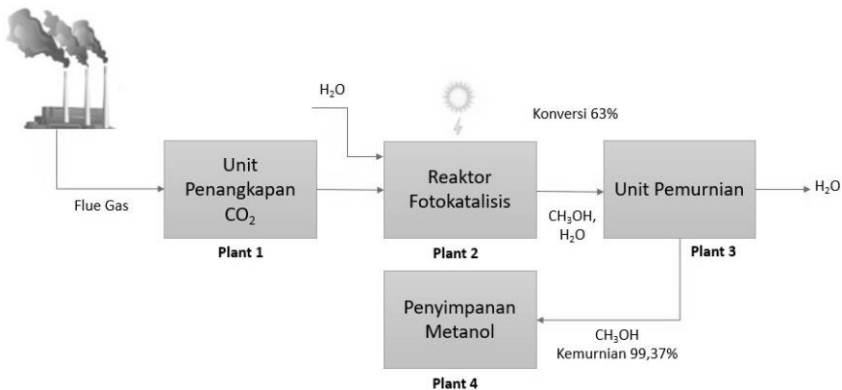 H₂O
Konversi 63%
Flue Gas
Unit
Penangkapan
CO₂
Plant 1
Reaktor
Fotokatalisis
Plant 2
CH₃OH,
H₂O
Unit Pemurnian
Plant 3
H₂O
Penyimpanan
Metanol
Plant 4
CH₃OH
Kemurnian 99,37%